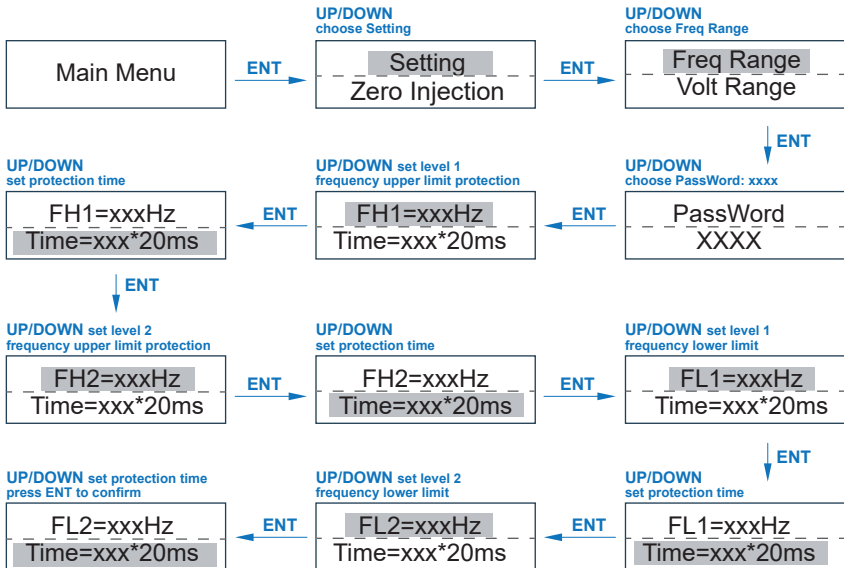 UP/DOWN
choose Setting
UP/DOWN
choose Freq Range
Main Menu
ENT
Setting
Zero Injection
ENT
Freq Range
Volt Range
ENT
UP/DOWN
set protection time
UP/DOWN set level 1
frequency upper limit protection
UP/DOWN
choose PassWord: xxxx
FH1=xxxHz
Time=xxx*20ms
ENT
FH1=xxxHz
Time=xxx*20ms
ENT
PassWord
XXXX
ENT
UP/DOWN set level 2
frequency upper limit protection
UP/DOWN
set protection time
UP/DOWN set level 1
frequency lower limit
FH2=xxxHz
Time=xxx*20ms
ENT
FH2=xxxHz
Time=xxx*20ms
ENT
FL1=xxxHz
Time=xxx*20ms
ENT
UP/DOWN set protection time
press ENT to confirm
UP/DOWN set level 2
frequency lower limit
UP/DOWN
set protection time
FL2=xxxHz
Time=xxx*20ms
ENT
FL2=xxxHz
Time=xxx*20ms
ENT
FL1=xxxHz
Time=xxx*20ms